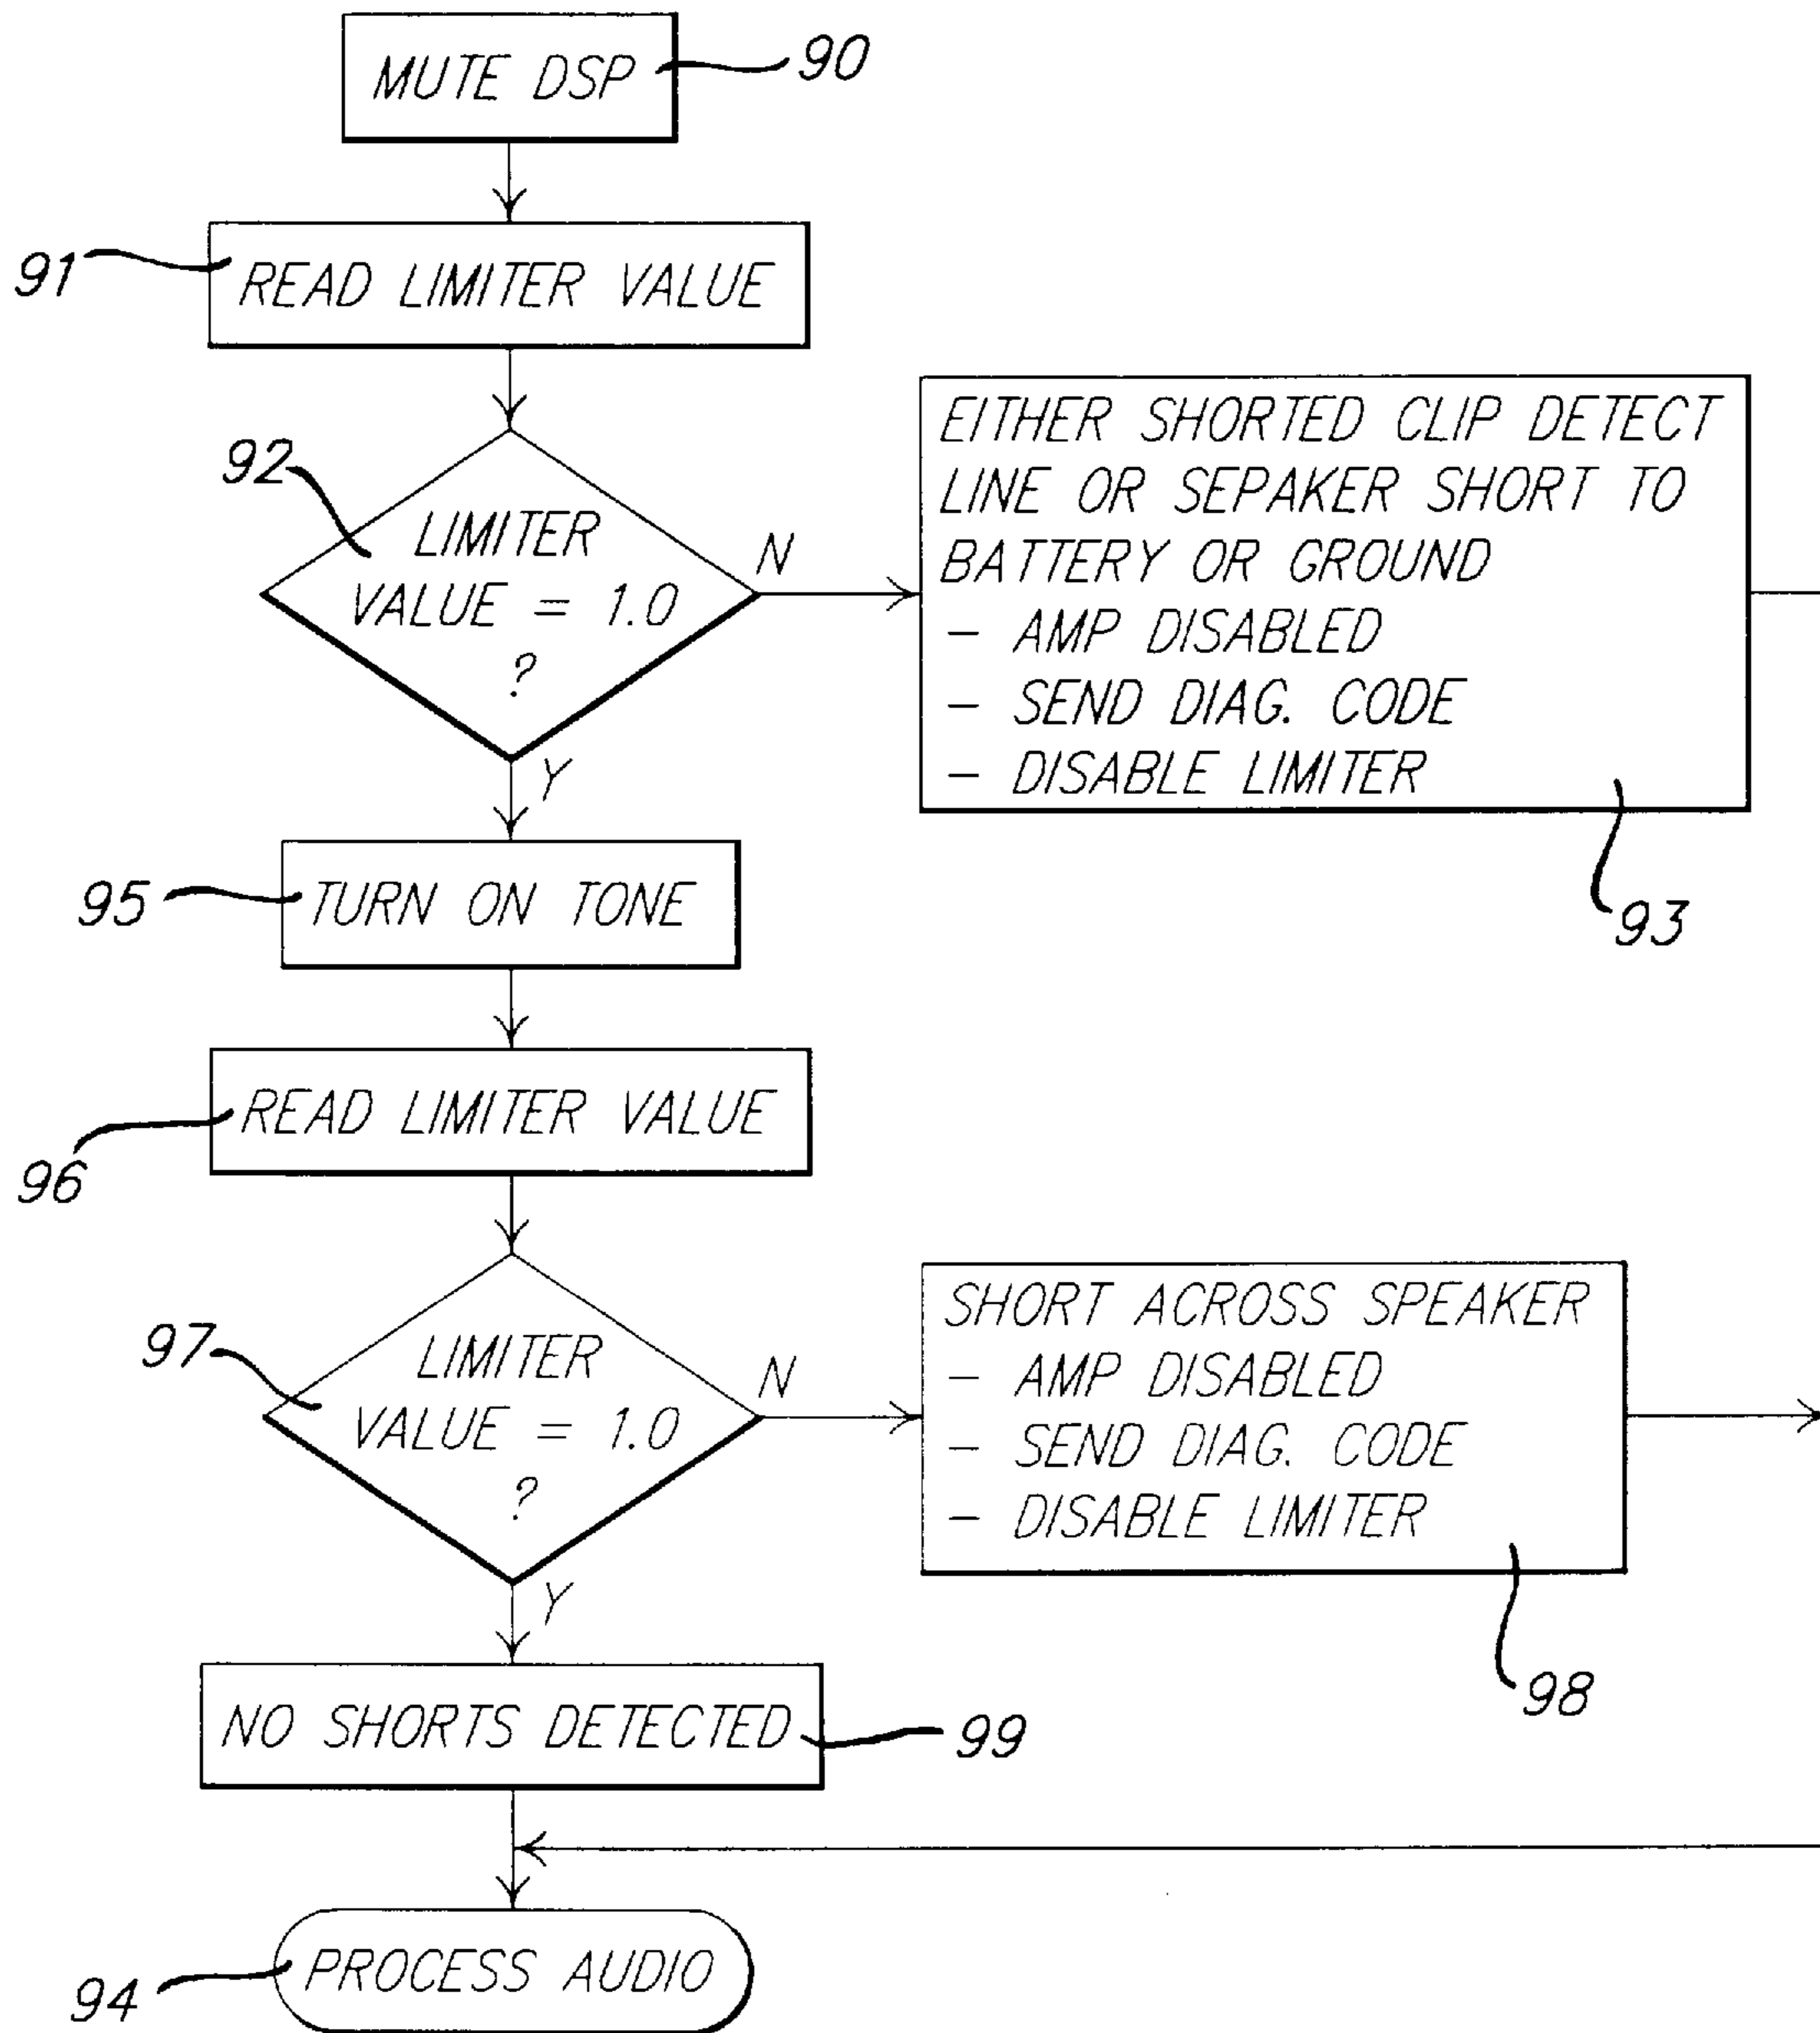 MUTE DSP
90
91
READ LIMITER VALUE
92
LIMITER
VALUE = 1.0
?
N
Y
EITHER SHORTED CLIP DETECT
LINE OR SEPAKER SHORT TO
BATTERY OR GROUND
- AMP DISABLED
- SEND DIAG. CODE
- DISABLE LIMITER
93
95
TURN ON TONE
READ LIMITER VALUE
96
97
LIMITER
VALUE = 1.0
?
N
Y
SHORT ACROSS SPEAKER
- AMP DISABLED
- SEND DIAG. CODE
- DISABLE LIMITER
98
NO SHORTS DETECTED
99
PROCESS AUDIO
94